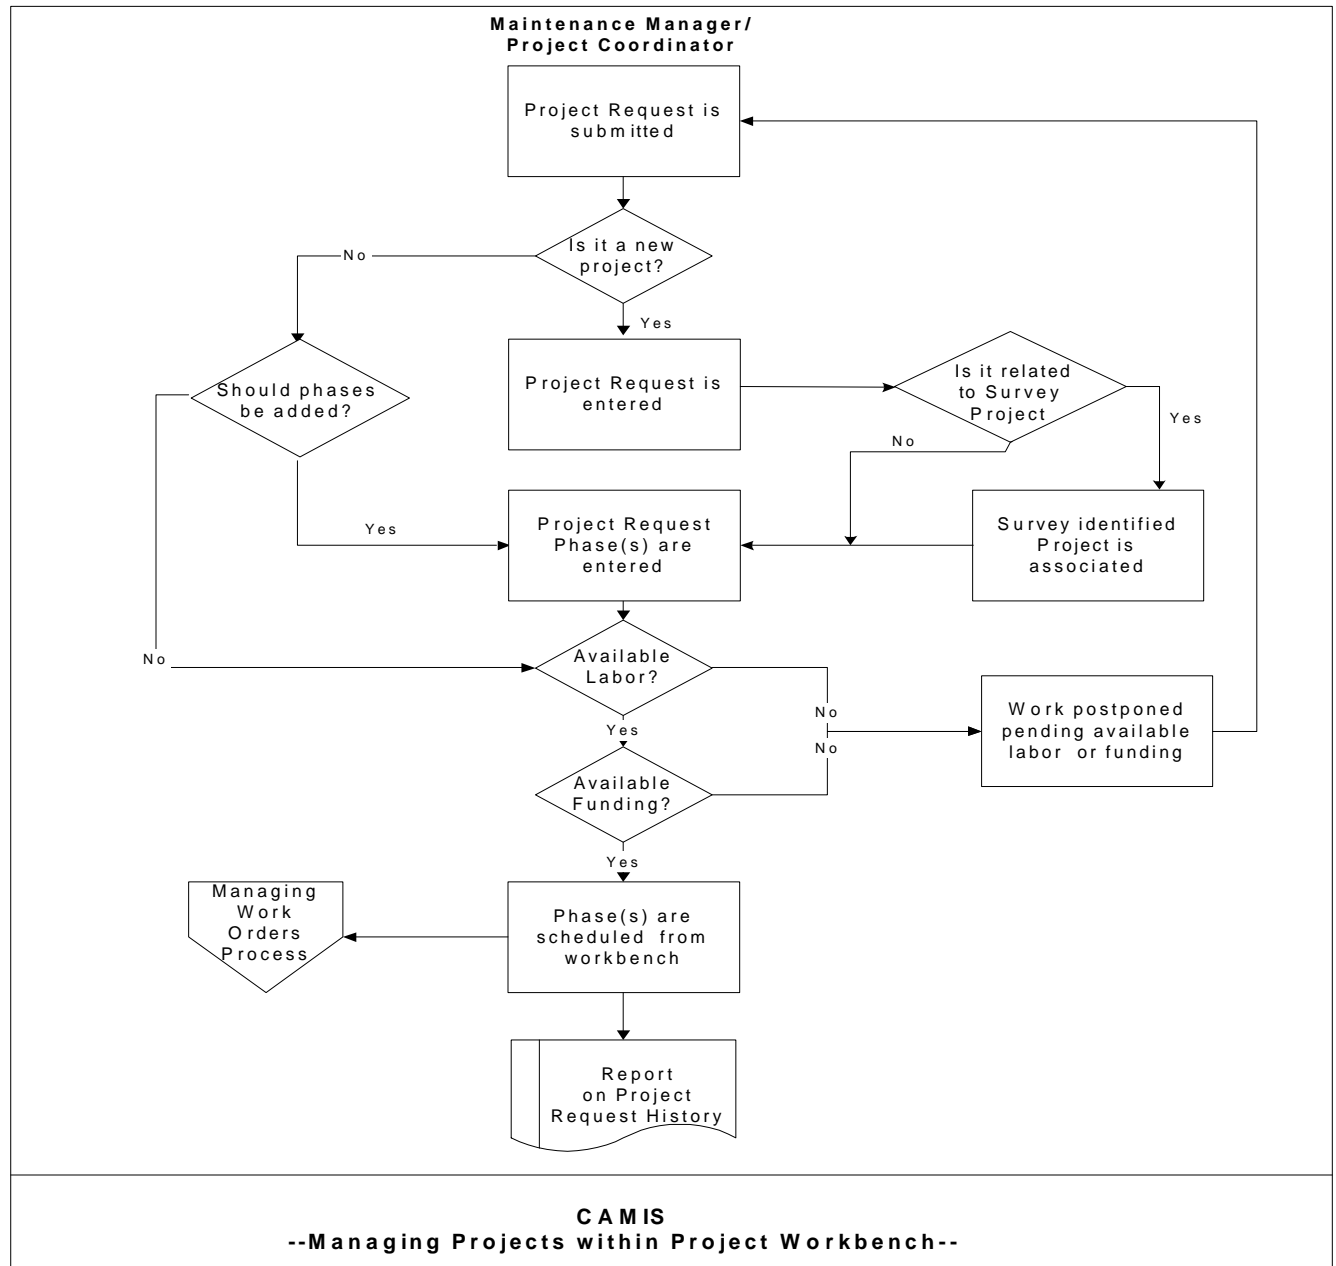 Maintenance Manager/
Project Coordinator
Project Request is
submitted
Is it a new
project?
No
Yes
Should phases
be added?
Project Request is
entered
Is it related
to Survey
Project
Yes
No
Yes
Project Request
Phase(s) are
entered
Survey identified
Project is
associated
No
Available
Labor?
No
Yes
No
Work postponed
pending available
labor or funding
Available
Funding?
Yes
Managing
Work
Orders
Process
Phase(s) are
scheduled from
workbench
Report
on Project
Request History
CAMIS
--Managing Projects within Project Workbench--